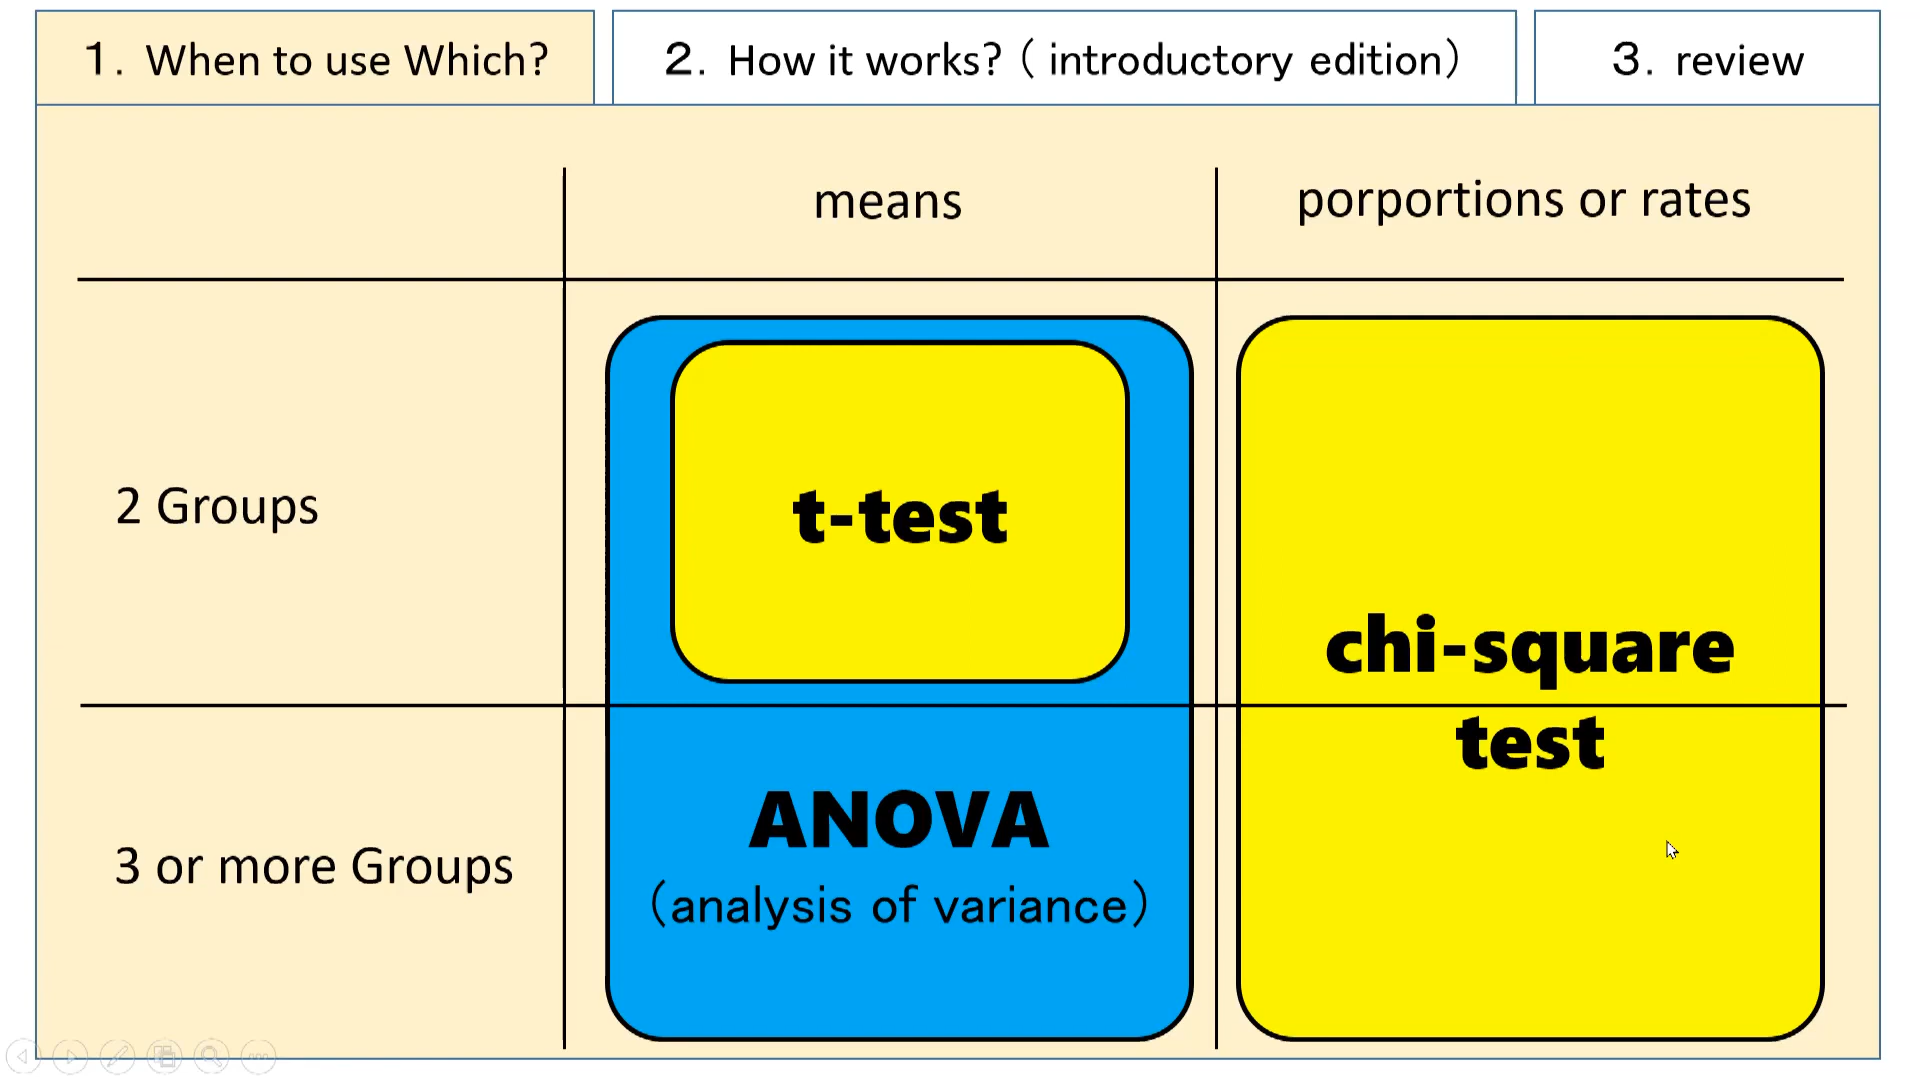 1. When to use Which?
2. How it works? ( introductory edition)
3. review
means
porportions or rates
2 Groups
t-test
chi-square
test
3 or more Groups
ANOVA
(analysis of variance)